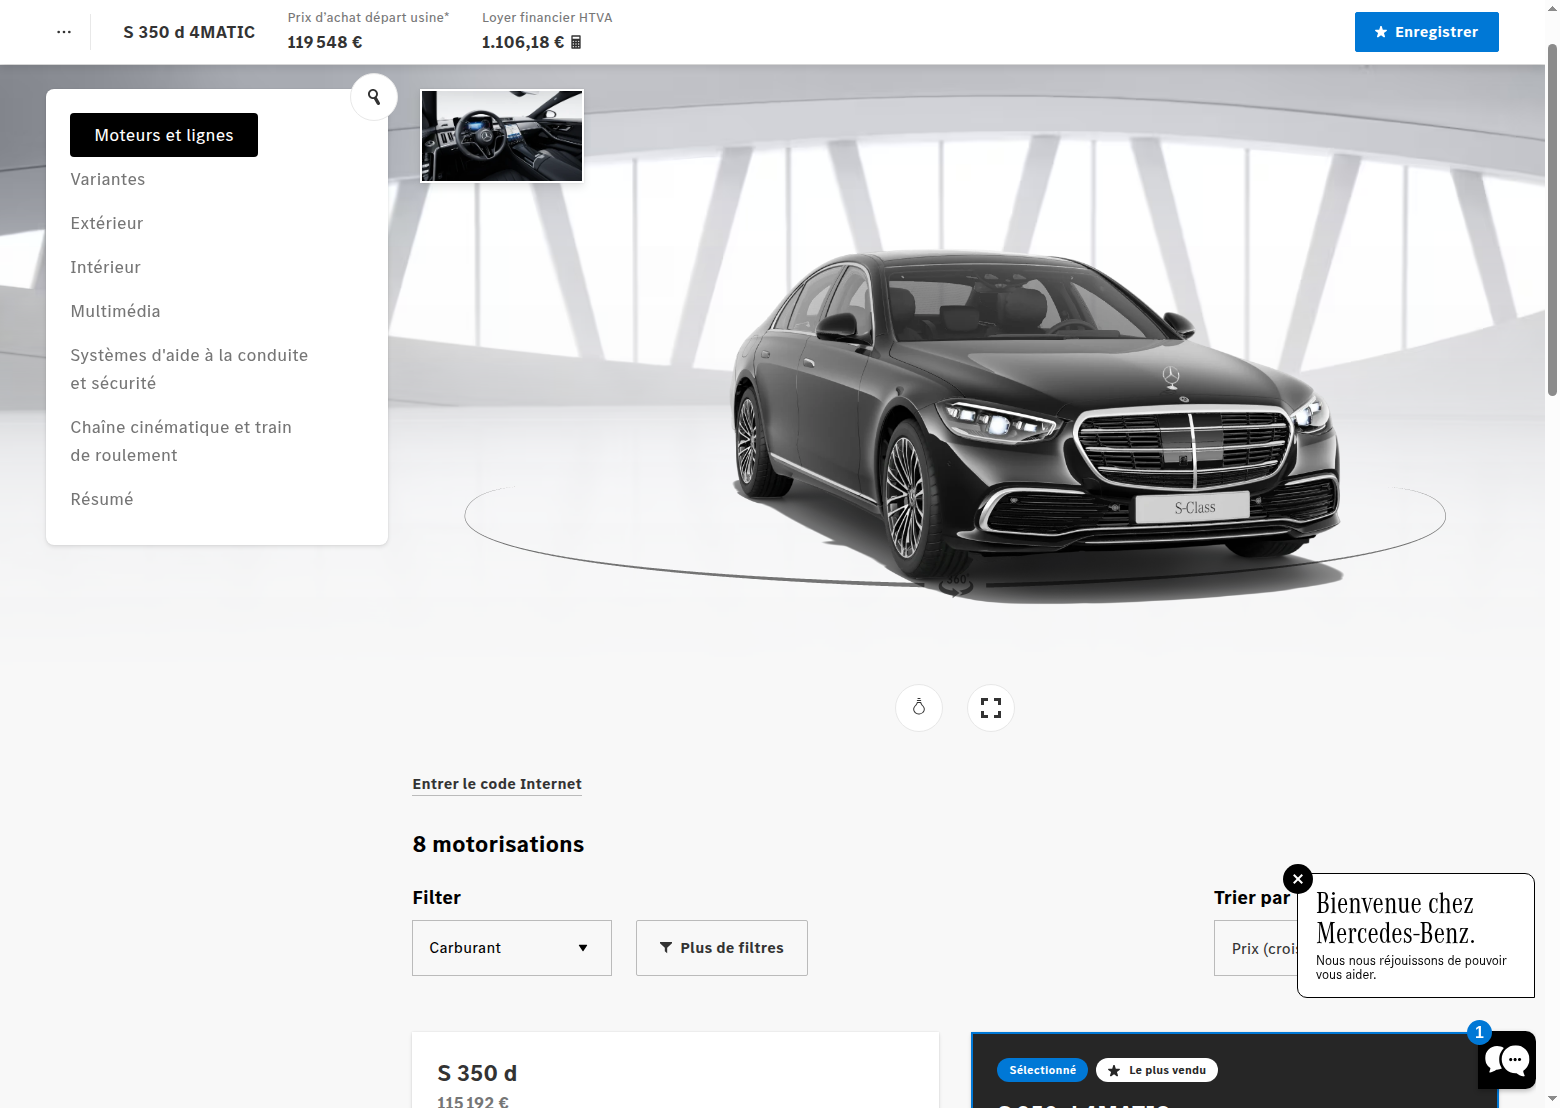 S 350 d 4MATIC
Prix d'achat départ usine*
119 548 €
Loyer financier HTVA
1.106,18 €
Enregistrer
Moteurs et lignes
Variantes
Extérieur
Intérieur
Multimédia
Systèmes d'aide à la conduite
et sécurité
Chaîne cinématique et train
de roulement
Résumé
S-Class
360°
Entrer le code Internet
8 motorisations
Filter
Trier par
Carburant
Plus de filtres
Prix (crois
Bienvenue chez
Mercedes-Benz.
Nous nous réjouissons de pouvoir
vous aider.
1
S 350 d
115 192 €
Sélectionné
Le plus vendu
S 350 d 4MATIC